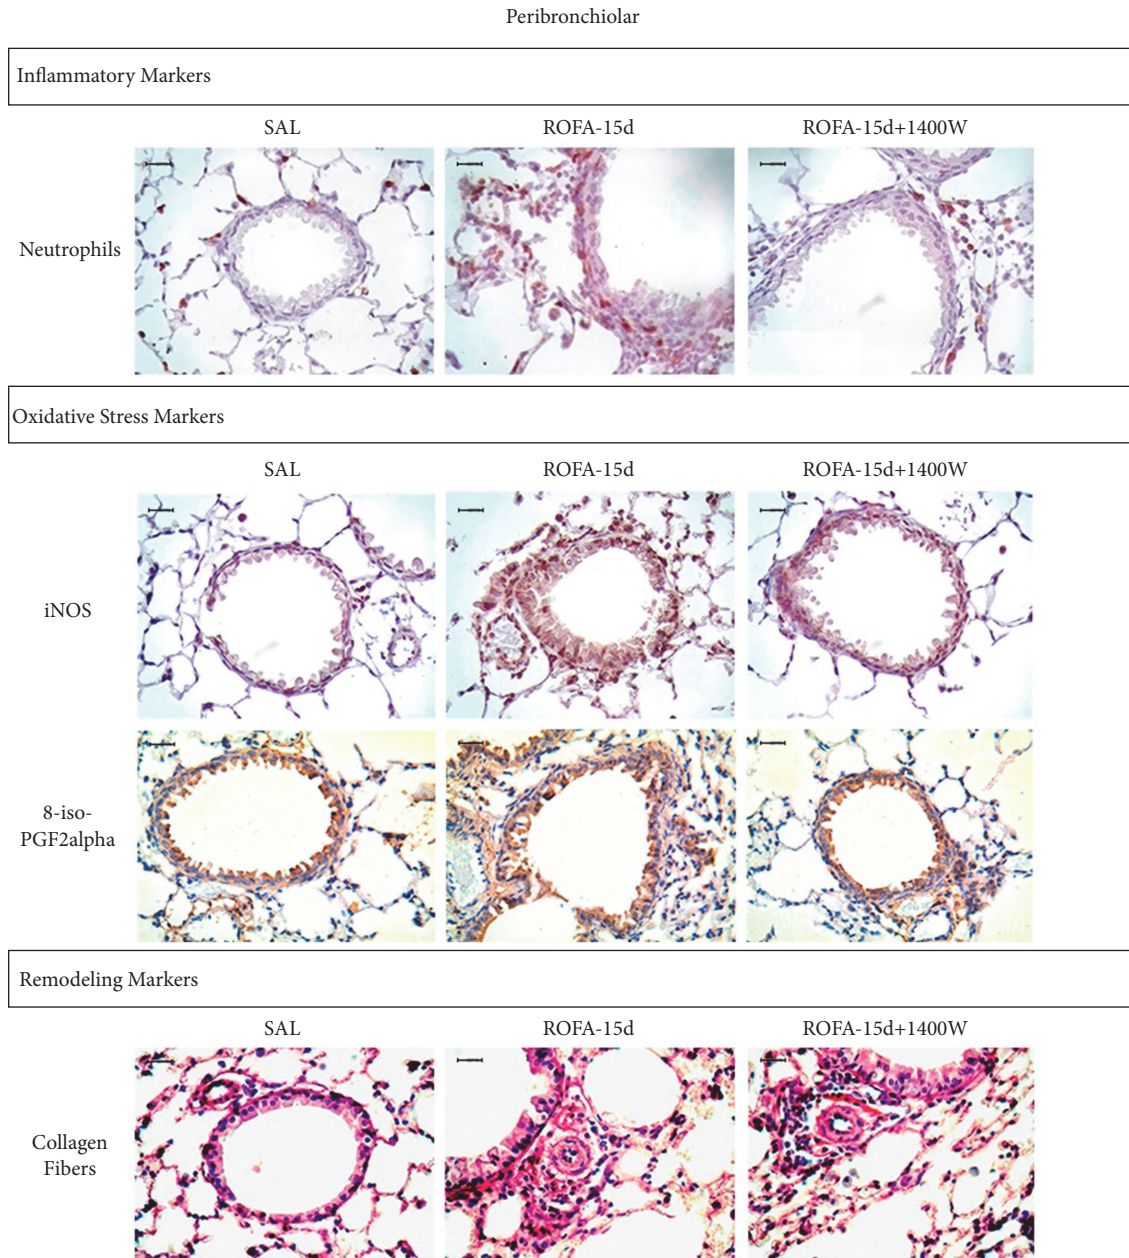 Peribronchiolar
Inflammatory Markers
SAL ROFA-15d ROFA-15d+1400W
Neutrophils
Oxidative Stress Markers
SAL ROFA-15d ROFA-15d+1400W
iNOS
8-iso-
PGF2alpha
Remodeling Markers
SAL ROFA-15d ROFA-15d+1400W
Collagen
Fibers